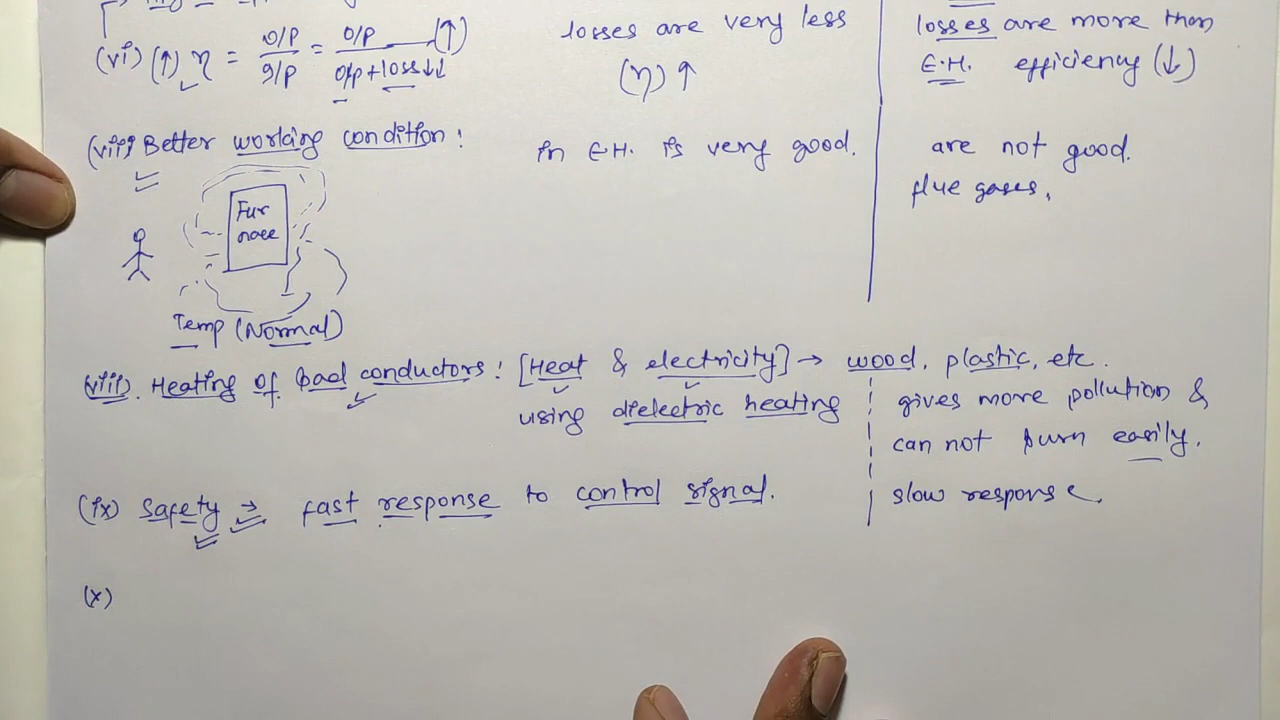 losses are very less
losses are more than
(vi) (↑) η = O/P / I/P = O/P / O/P + loss↓↓ (↑)
(η) ↑
E.H. efficiency (↓)
(vii) Better working condition :
in E.H. is very good.
are not good.
flue gases.
Fur
nace
Temp (Normal)
(viii). Heating of bad conductors : [Heat & electricity] → wood, plastic, etc.
using dielectric heating
gives more pollution &
can not burn easily.
(ix) Safety → fast response to control signal.
slow response.
(x)